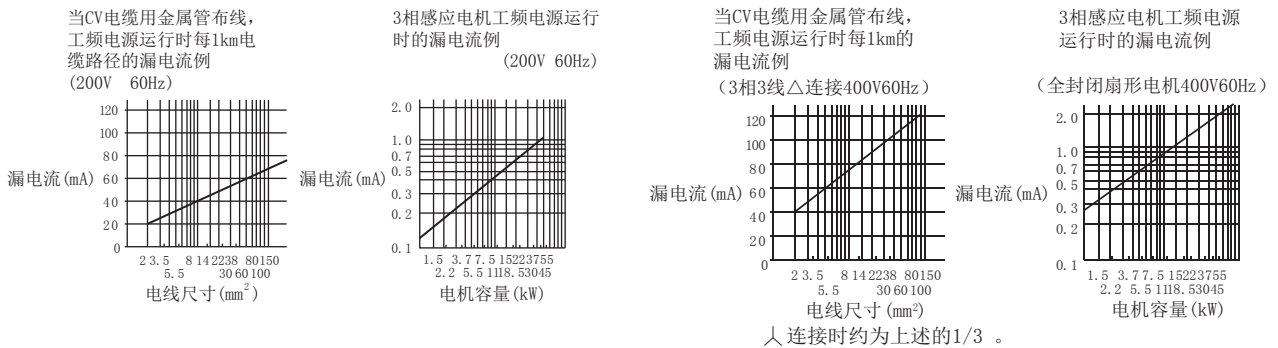 当CV电缆用金属管布线，
工频电源运行时每1km电
缆路径的漏电流例
(200V 60Hz)
120
100
80
60
40
20
0
漏电流(mA)
2 3.5 8 14 22 38 80 150
5.5 30 60 100
电线尺寸(mm²)
3相感应电机工频电源运行
时的漏电流例
(200V 60Hz)
2.0
1.0
0.7
0.5
0.3
0.2
0.1
漏电流(mA)
1.5 3.7 7.5 15 22 37 55
2.2 5.5 11 18.5 30 45
电机容量(kW)
当CV电缆用金属管布线，
工频电源运行时每1km的
漏电流例
（3相3线△连接400V60Hz）
120
100
80
60
40
20
0
漏电流(mA)
2 3.5 8 14 22 38 80 150
5.5 30 60 100
电线尺寸(mm²)
人连接时约为上述的1/3 。
3相感应电机工频电源
运行时的漏电流例
（全封闭扇形电机400V60Hz）
2.0
1.0
0.7
0.5
0.3
0.2
0.1
漏电流(mA)
1.5 3.7 7.5 15 22 37 55
2.2 5.5 11 18.5 30 45
电机容量(kW)